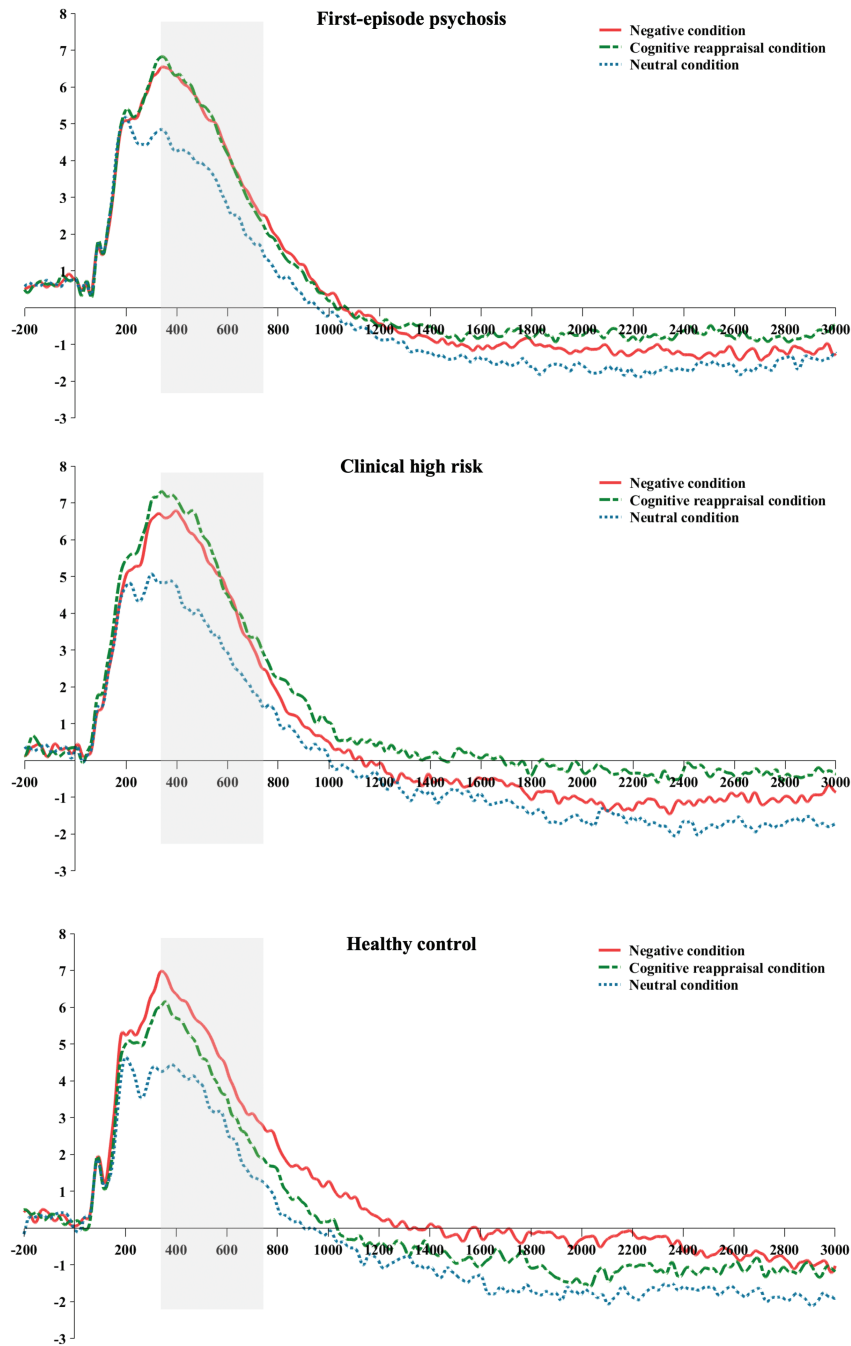 First-episode psychosis
Negative condition
Cognitive reappraisal condition
Neutral condition
8
7
6
5
4
3
2
1
-200 200 400 600 800 1000 1200 1400 1600 1800 2000 2200 2400 2600 2800 3000
-1
-2
-3
Clinical high risk
Negative condition
Cognitive reappraisal condition
Neutral condition
8
7
6
5
4
3
2
1
-200 200 400 600 800 1000 1200 1400 1600 1800 2000 2200 2400 2600 2800 3000
-1
-2
-3
Healthy control
Negative condition
Cognitive reappraisal condition
Neutral condition
8
7
6
5
4
3
2
1
-200 200 400 600 800 1000 1200 1400 1600 1800 2000 2200 2400 2600 2800 3000
-1
-2
-3